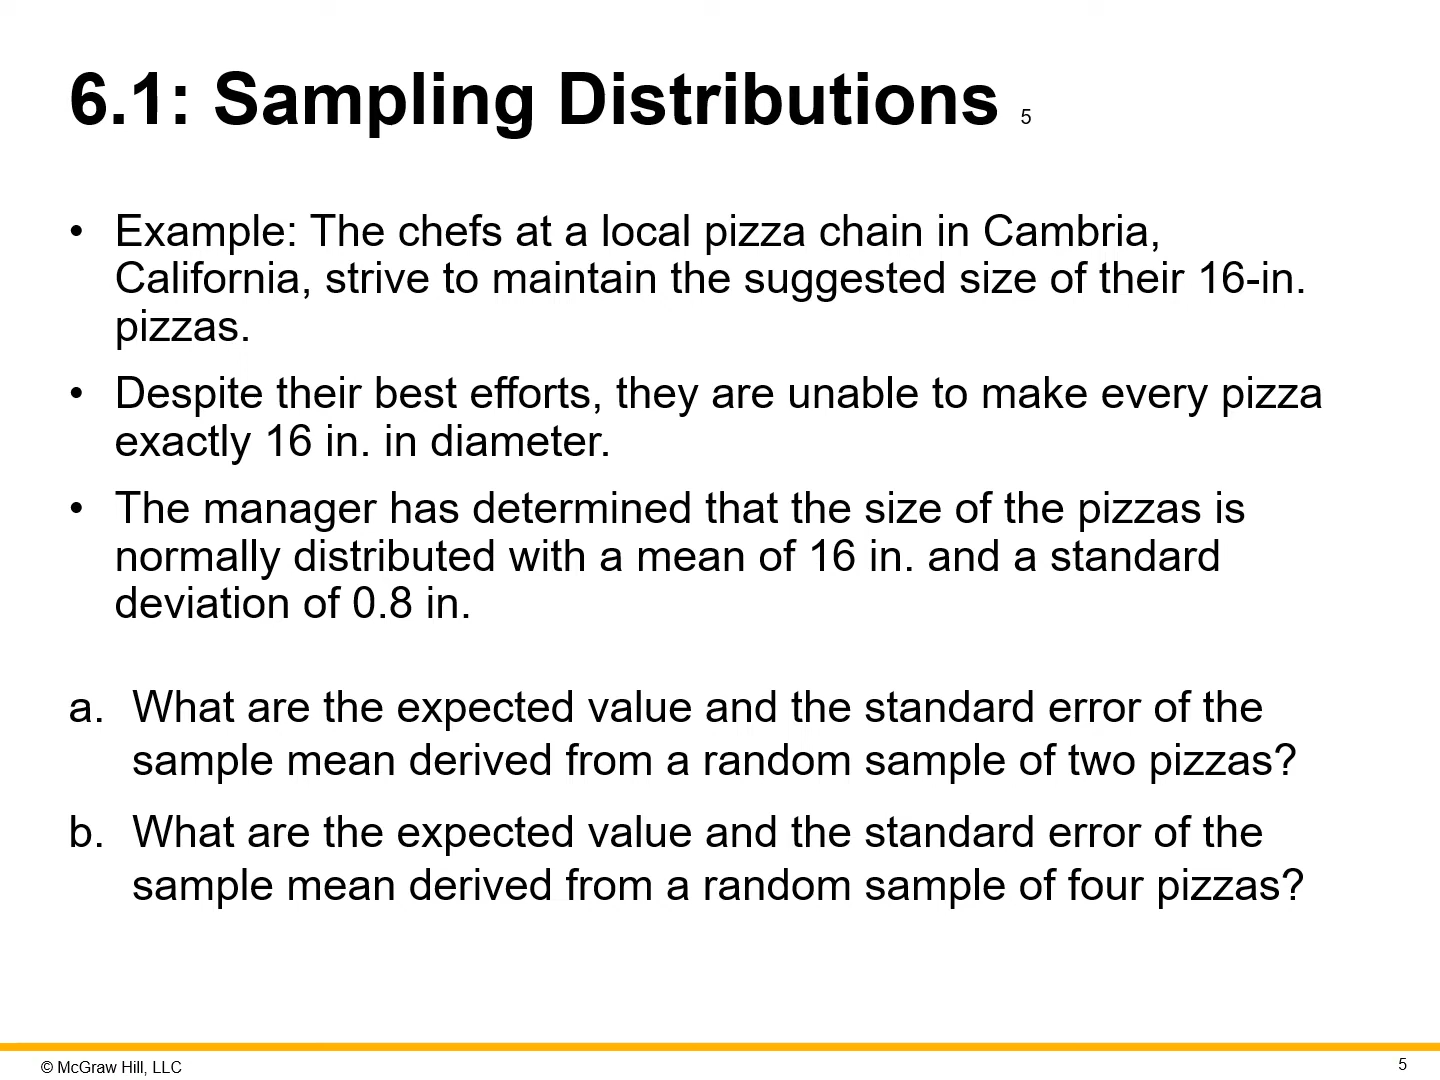 6.1: Sampling Distributions 5
• Example: The chefs at a local pizza chain in Cambria,
California, strive to maintain the suggested size of their 16-in.
pizzas.
• Despite their best efforts, they are unable to make every pizza
exactly 16 in. in diameter.
• The manager has determined that the size of the pizzas is
normally distributed with a mean of 16 in. and a standard
deviation of 0.8 in.
a. What are the expected value and the standard error of the
sample mean derived from a random sample of two pizzas?
b. What are the expected value and the standard error of the
sample mean derived from a random sample of four pizzas?
© McGraw Hill, LLC
5